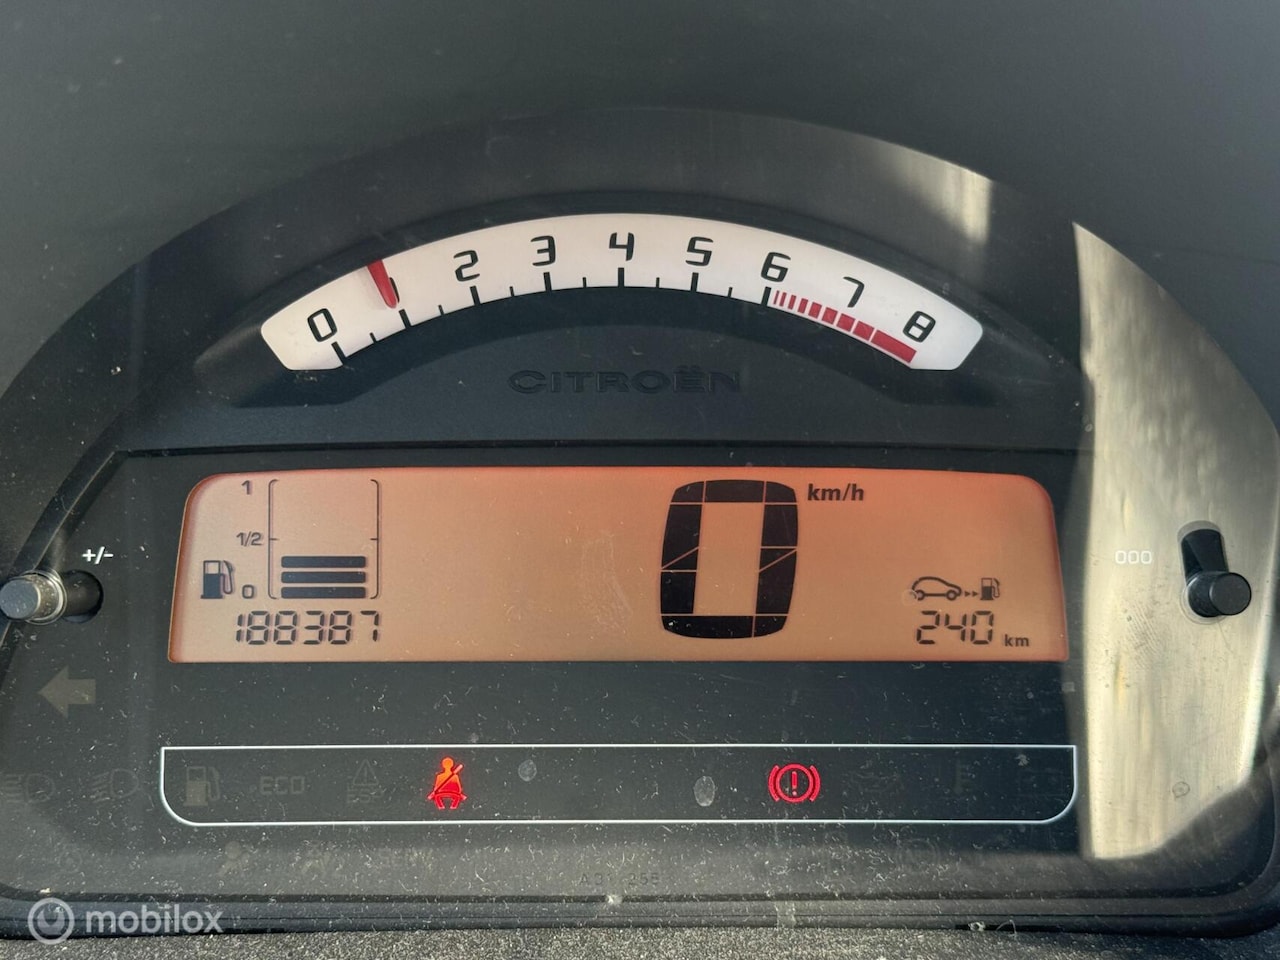 0 1 2 3 4 5 6 7 8
CITROËN
1
1/2
0
188387
0 km/h
240 km
+/-
000
ECO
mobilox